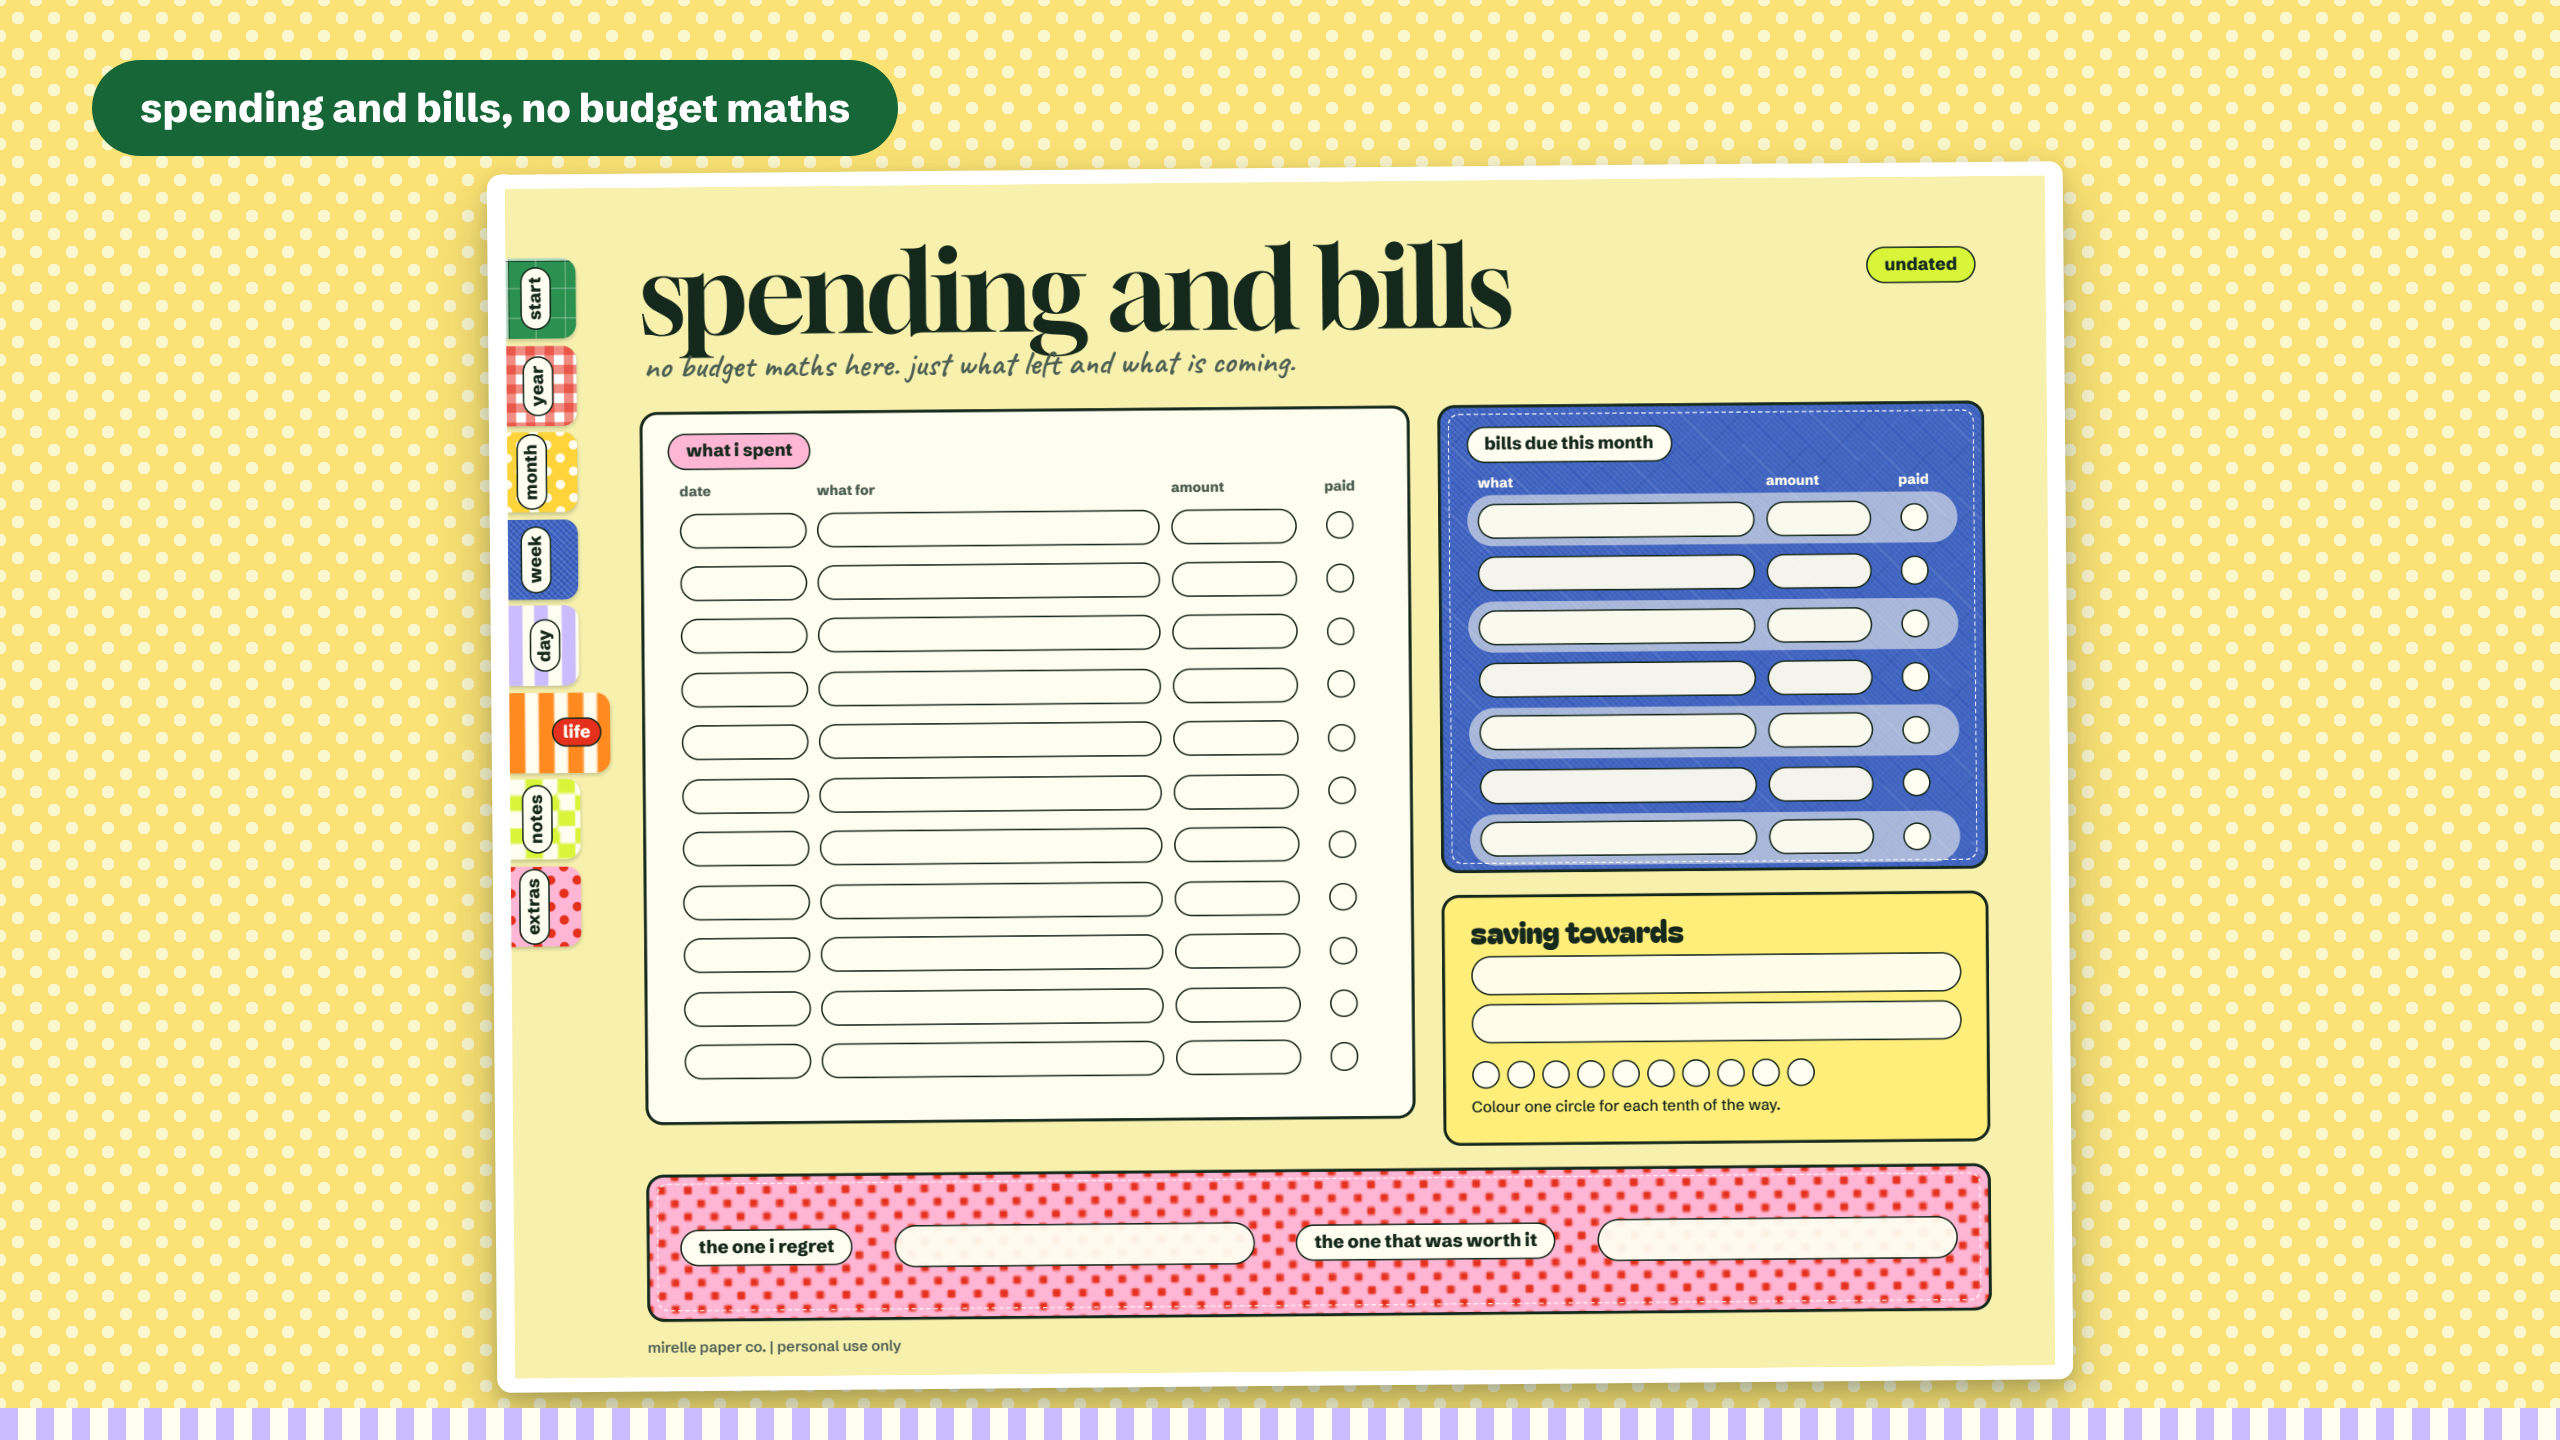 spending and bills, no budget maths
spending and bills
undated
no budget maths here. just what left and what is coming.
start
year
month
week
day
life
notes
extras
what i spent
date what for amount paid
bills due this month
what amount paid
saving towards
Colour one circle for each tenth of the way.
the one i regret
the one that was worth it
mirelle paper co. | personal use only